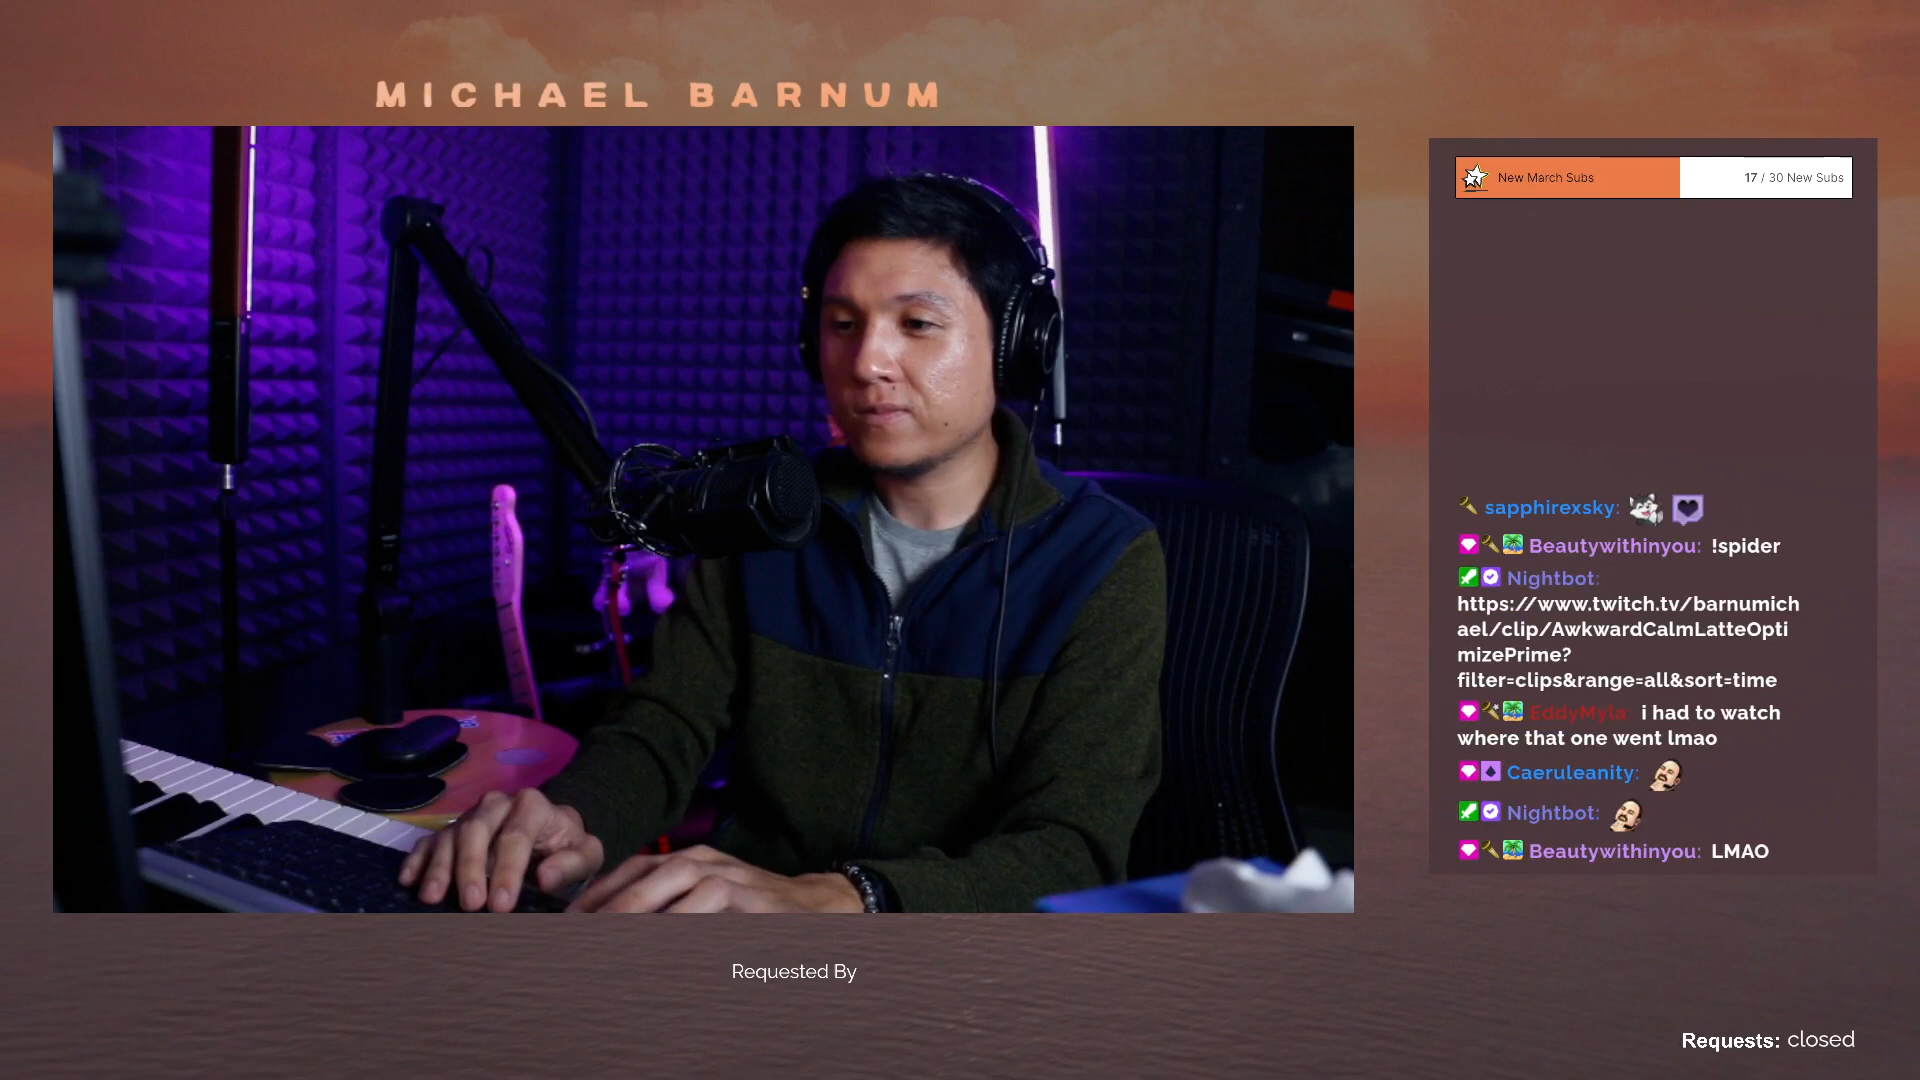 MICHAEL BARNUM
New March Subs
17 / 30 New Subs
sapphirexsky:
Beautywithinyou: !spider
Nightbot:
https://www.twitch.tv/barnumich
ael/clip/AwkwardCalmLatteOpti
mizePrime?
filter=clips&range=all&sort=time
EddyMyla: i had to watch
where that one went lmao
Caeruleanity:
Nightbot:
Beautywithinyou: LMAO
Requested By
Requests: closed